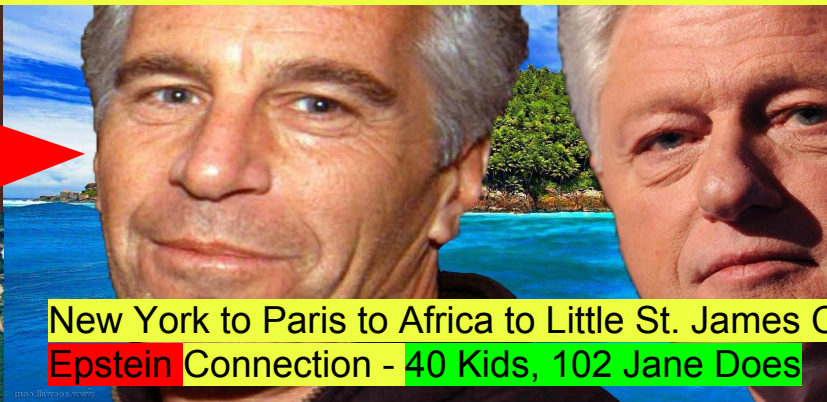 New York to Paris to Africa to Little St. James
Epstein Connection - 40 Kids, 102 Jane Does